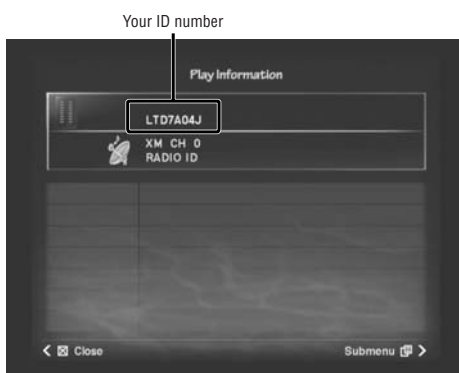 Your ID number
Play Information
LTD7A04J
XM CH 0
RADIO ID
Close
Submenu